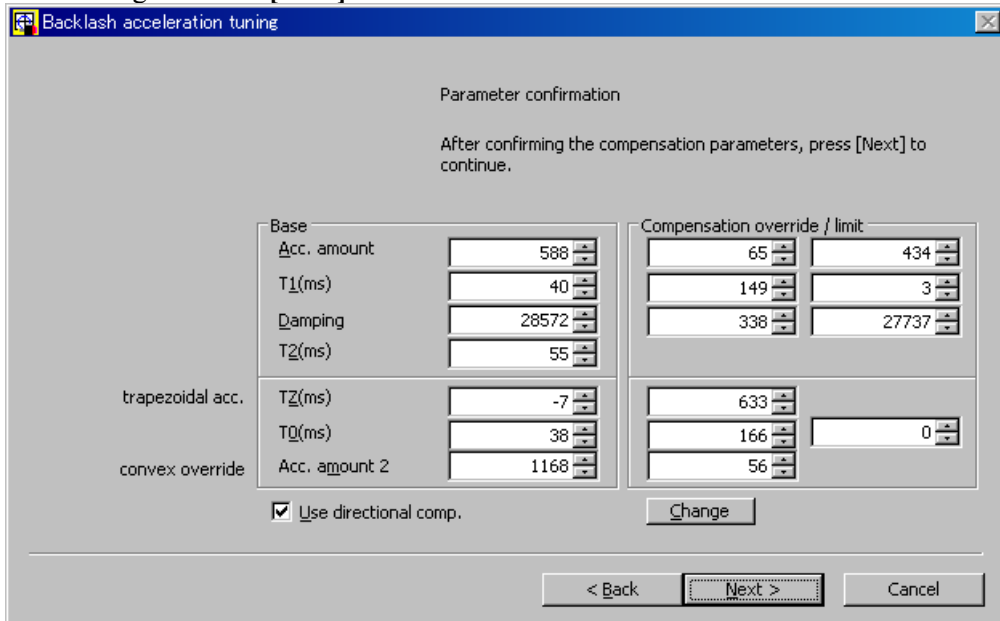 Backlash acceleration tuning
Parameter confirmation
After confirming the compensation parameters, press [Next] to
continue.
Base
Compensation override / limit
Acc. amount 588 65 434
T1(ms) 40 149 3
Damping 28572 338 27737
T2(ms) 55
trapezoidal acc. TZ(ms) -7 633
T0(ms) 38 166 0
convex override Acc. amount 2 1168 56
Use directional comp. Change
< Back Next > Cancel